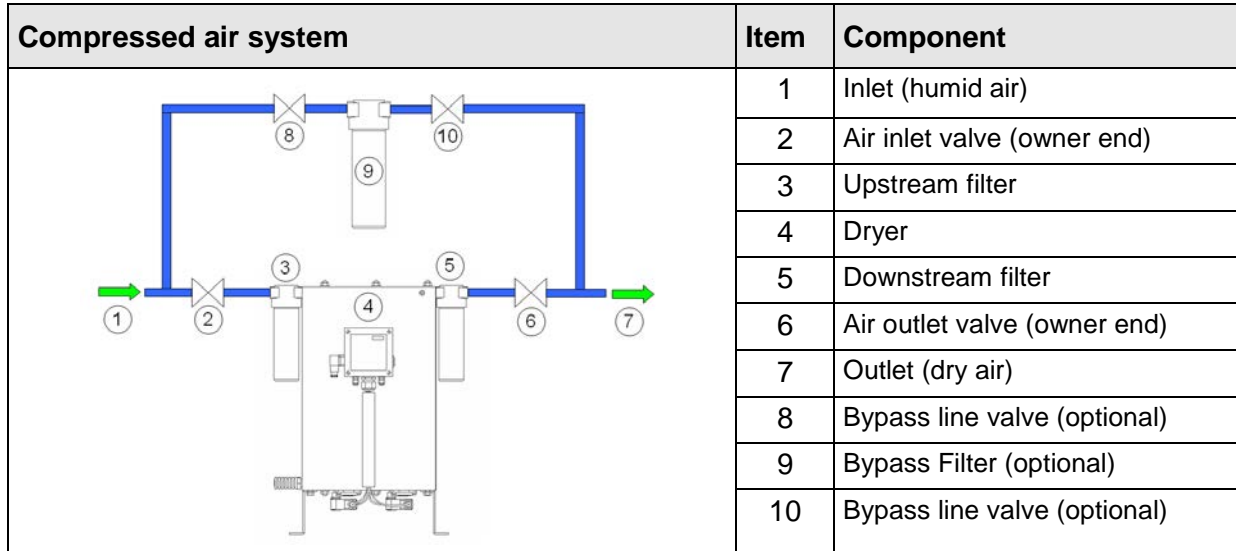 Compressed air system Item Component
1 Inlet (humid air)
2 Air inlet valve (owner end)
3 Upstream filter
4 Dryer
5 Downstream filter
6 Air outlet valve (owner end)
7 Outlet (dry air)
8 Bypass line valve (optional)
9 Bypass Filter (optional)
10 Bypass line valve (optional)
8 10
9
3 5
4
1 2 6 7